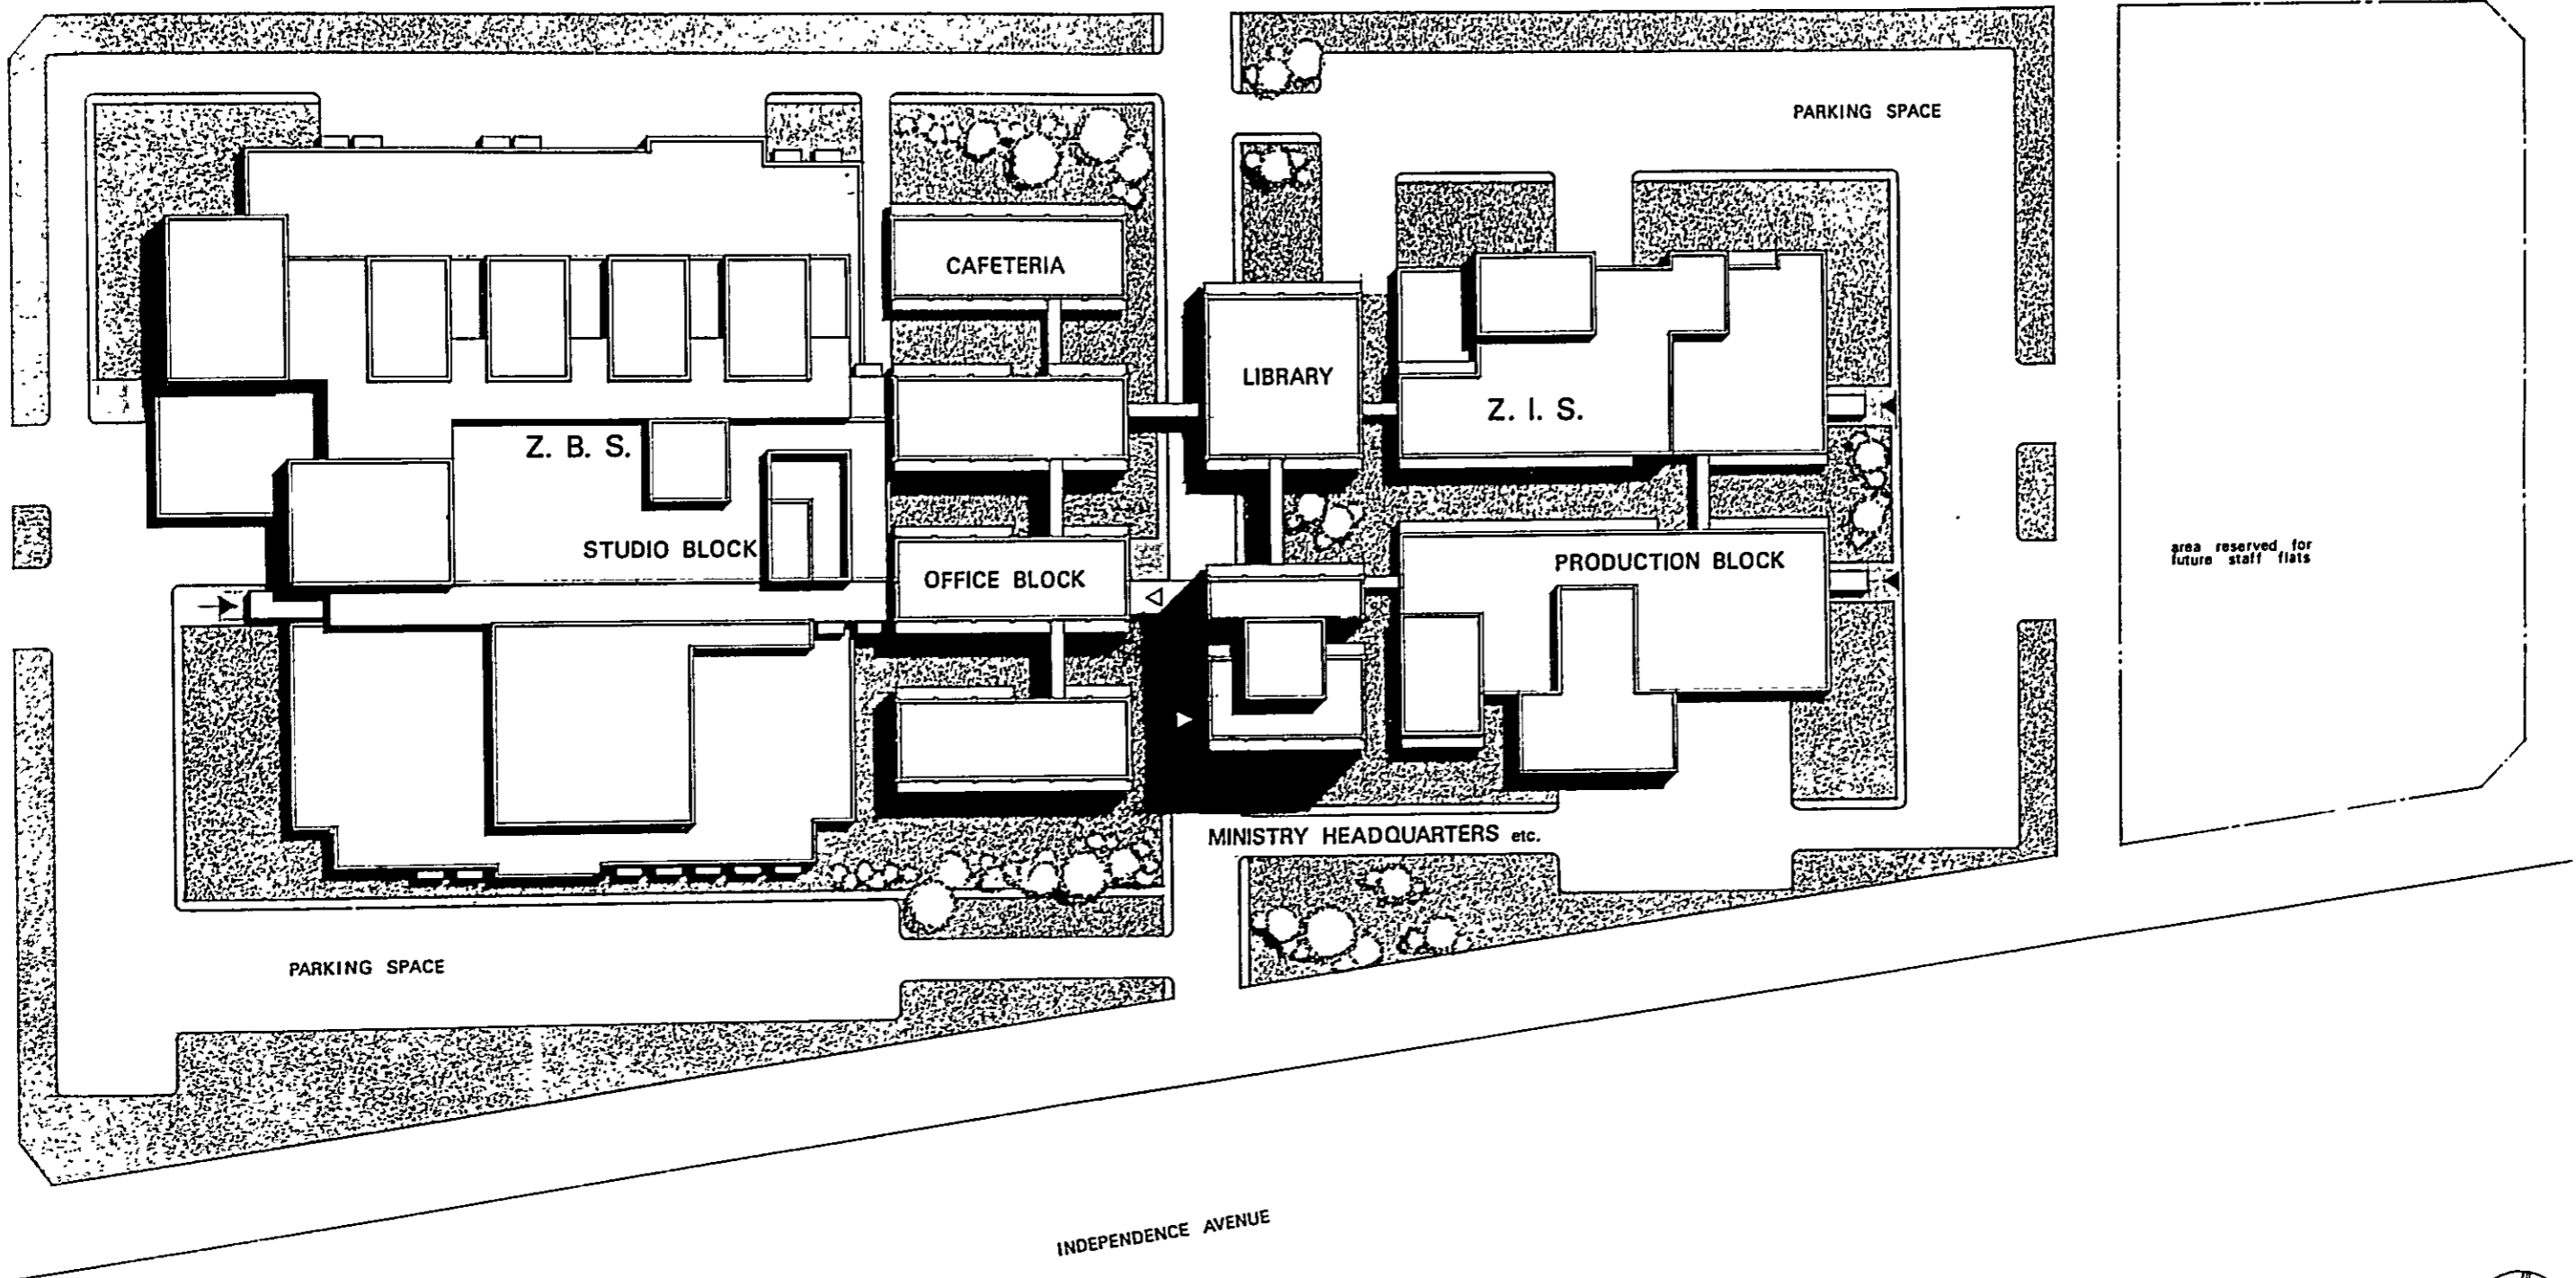 PARKING SPACE
CAFETERIA
LIBRARY
Z. I. S.
Z. B. S.
STUDIO BLOCK
OFFICE BLOCK
PRODUCTION BLOCK
area reserved for
future staff flats
MINISTRY HEADQUARTERS etc.
PARKING SPACE
INDEPENDENCE AVENUE